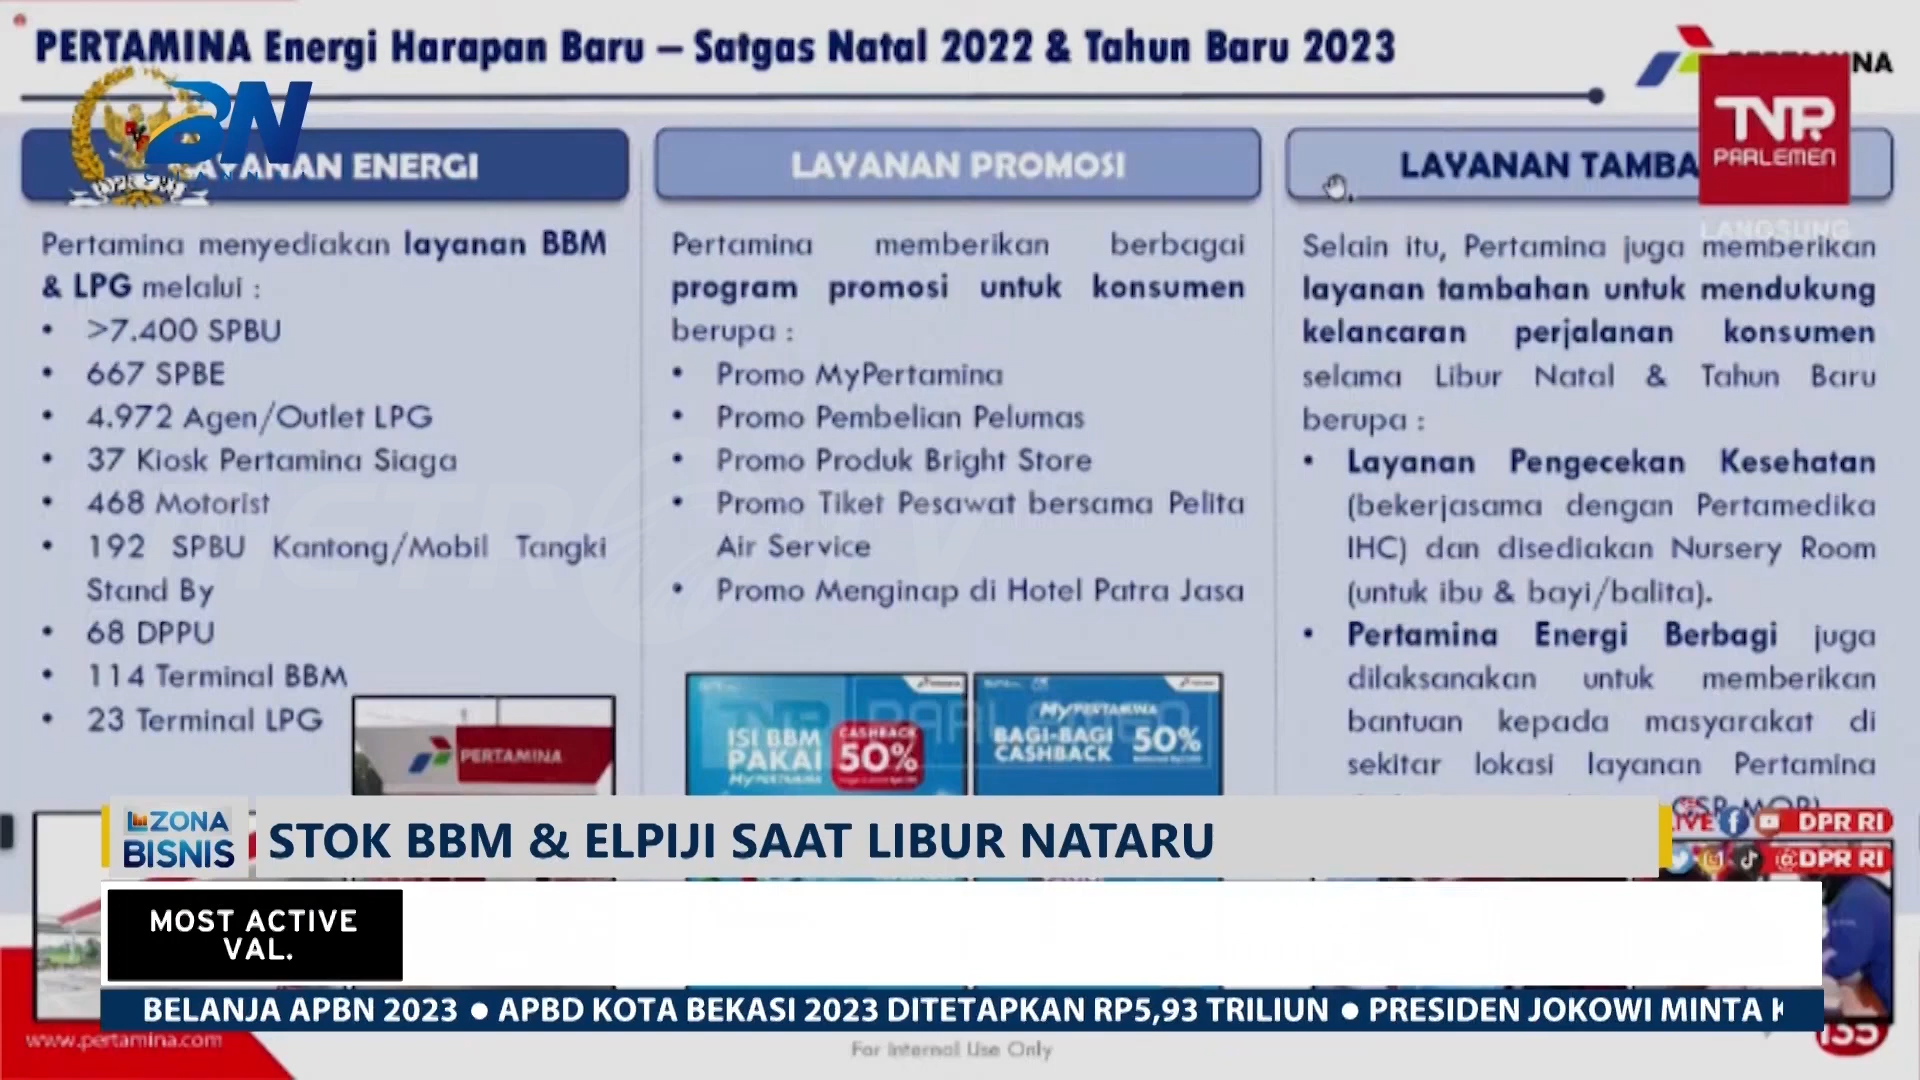 PERTAMINA Energi Harapan Baru – Satgas Natal 2022 & Tahun Baru 2023
BN
TVP.
PARLEMEN
LANGSUNG
LAYANAN ENERGI
Pertamina menyediakan layanan BBM
& LPG melalui :
• >7.400 SPBU
• 667 SPBE
• 4.972 Agen/Outlet LPG
• 37 Kiosk Pertamina Siaga
• 468 Motorist
• 192 SPBU Kantong/Mobil Tangki
Stand By
• 68 DPPU
• 114 Terminal BBM
• 23 Terminal LPG
PERTAMINA
LAYANAN PROMOSI
Pertamina memberikan berbagai
program promosi untuk konsumen
berupa :
• Promo MyPertamina
• Promo Pembelian Pelumas
• Promo Produk Bright Store
• Promo Tiket Pesawat bersama Pelita
Air Service
• Promo Menginap di Hotel Patra Jasa
ISI BBM
PAKAI
MyPERTAMINA
CASHBACK
50%
MyPERTAMINA
BAGI-BAGI
CASHBACK
50%
LAYANAN
Selain itu, Pertamina juga memberikan
layanan tambahan untuk mendukung
kelancaran perjalanan konsumen
selama Libur Natal & Tahun Baru
berupa :
• Layanan Pengecekan Kesehatan
(bekerjasama dengan Pertamedika
IHC) dan disediakan Nursery Room
(untuk ibu & bayi/balita).
• Pertamina Energi Berbagi juga
dilaksanakan untuk memberikan
bantuan kepada masyarakat di
sekitar lokasi layanan Pertamina
LIVE DPR RI
@DPR RI
ZONA
BISNIS
STOK BBM & ELPIJI SAAT LIBUR NATARU
MOST ACTIVE
VAL.
BELANJA APBN 2023 ● APBD KOTA BEKASI 2023 DITETAPKAN RP5,93 TRILIUN ● PRESIDEN JOKOWI MINTA K
www.pertamina.com
For Internal Use Only
135